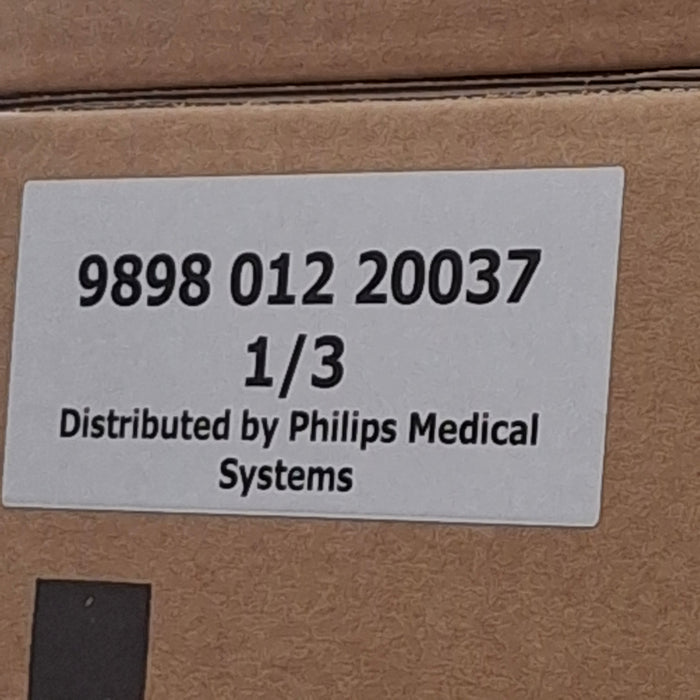 9898 012 20037
1/3
Distributed by Philips Medical
Systems